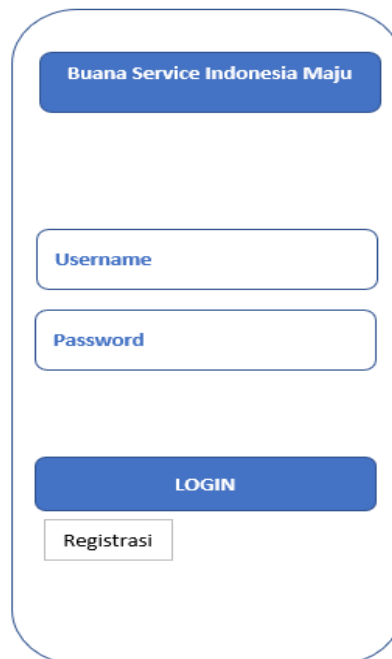 Buana Service Indonesia Maju
Username
Password
LOGIN
Registrasi